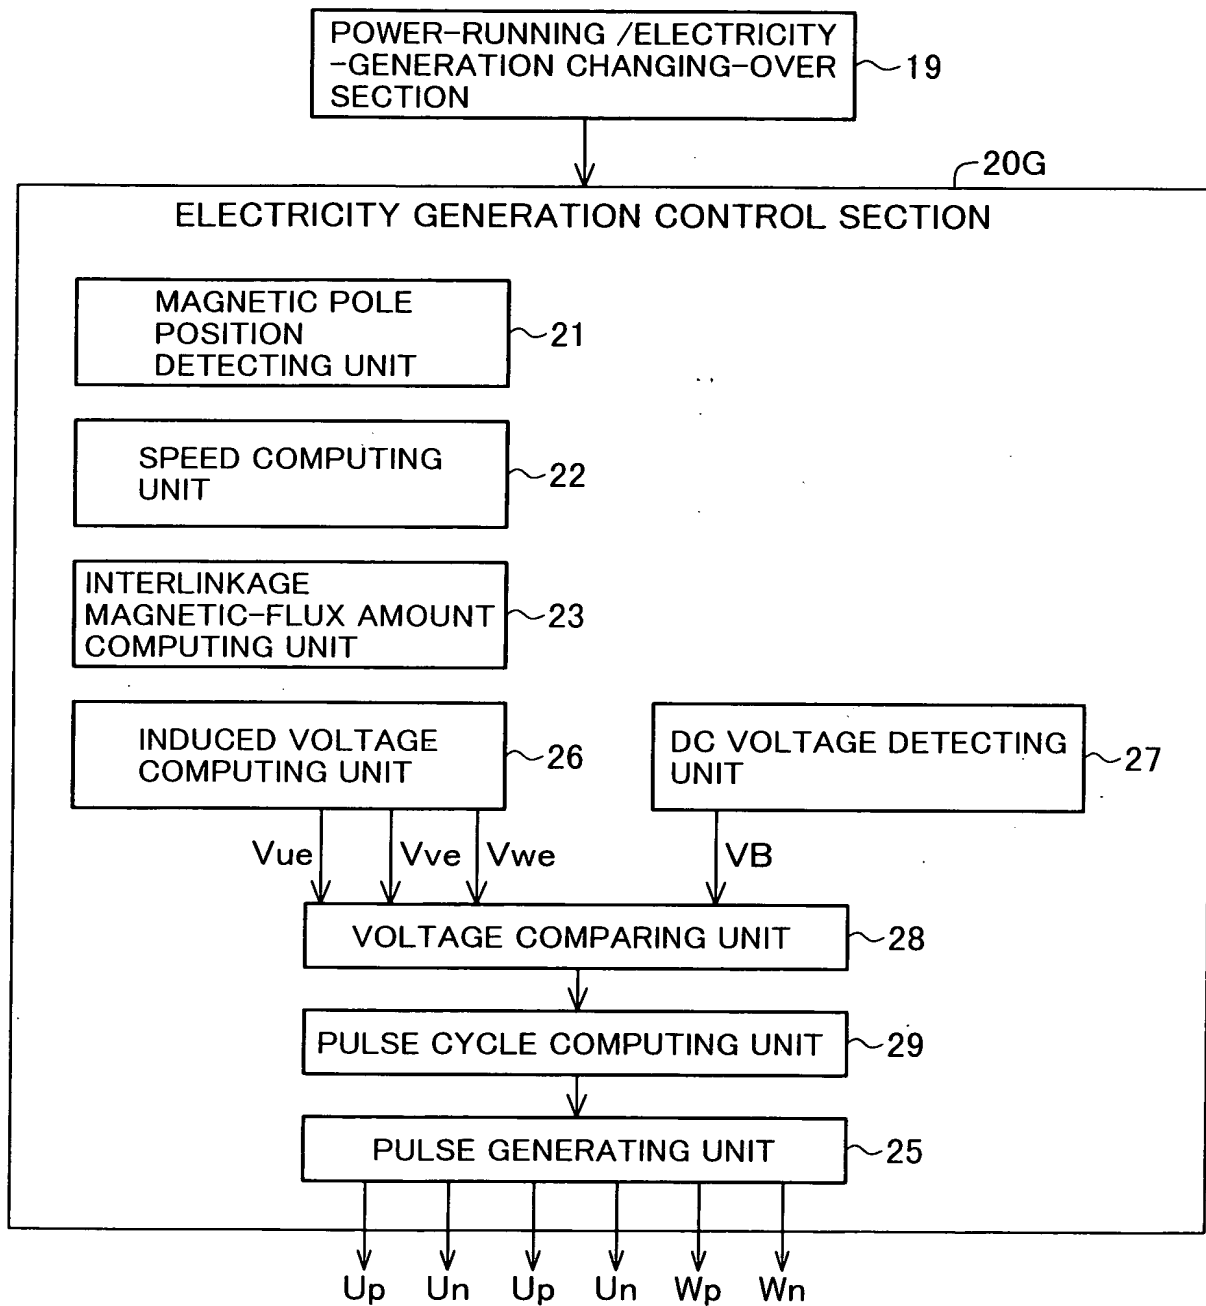 POWER-RUNNING /ELECTRICITY
-GENERATION CHANGING-OVER
SECTION
19
20G
ELECTRICITY GENERATION CONTROL SECTION
MAGNETIC POLE
POSITION
DETECTING UNIT
21
SPEED COMPUTING
UNIT
22
INTERLINKAGE
MAGNETIC-FLUX AMOUNT
COMPUTING UNIT
23
INDUCED VOLTAGE
COMPUTING UNIT
26
DC VOLTAGE DETECTING
UNIT
27
Vue Vve Vwe VB
VOLTAGE COMPARING UNIT
28
PULSE CYCLE COMPUTING UNIT
29
PULSE GENERATING UNIT
25
Up Un Up Un Wp Wn